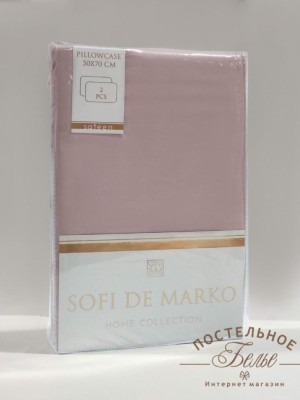 PILLOWCASE
50X70 CM
2
PCS
sateen
SOFI DE MARKO
HOME COLLECTION
ПОСТЕЛЬНОЕ
Белье
Интернет магазин